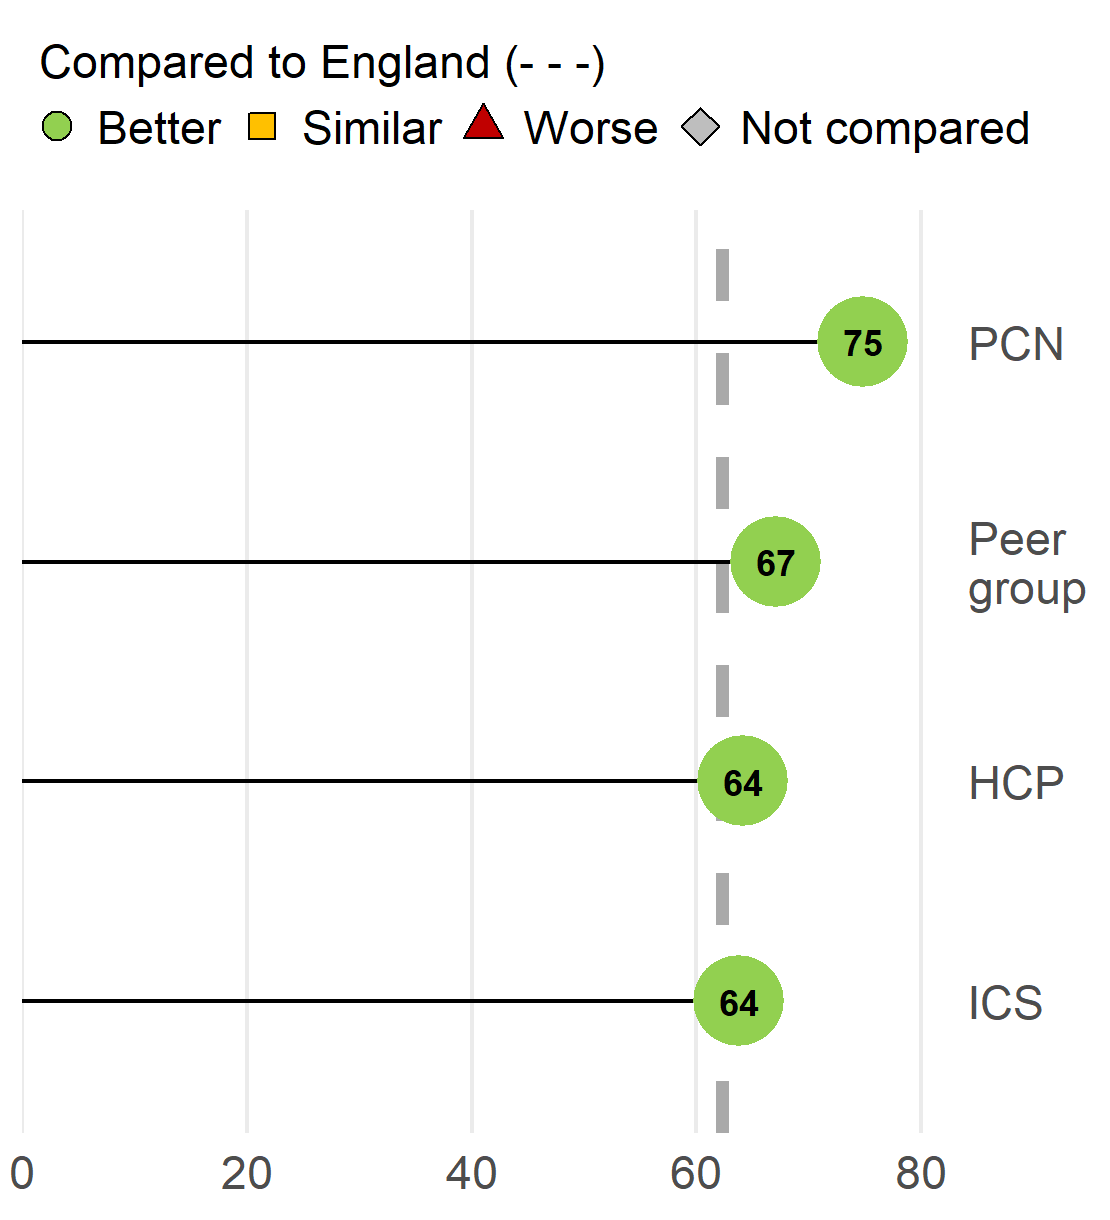 Compared to England (- - -)
Better Similar Worse Not compared
75 PCN
67 Peer
group
64 HCP
64 ICS
0 20 40 60 80